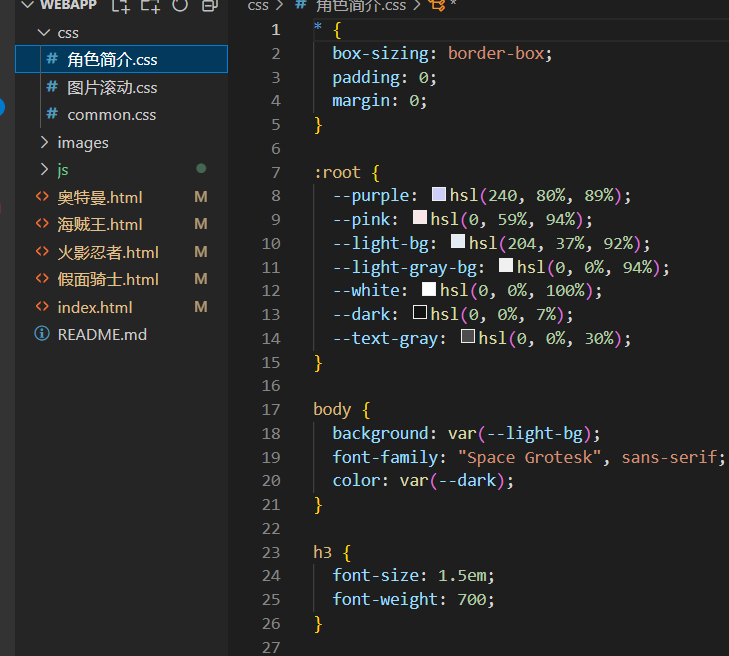 WEBAPP
css
# 角色简介.css
# 图片滚动.css
# common.css
images
js
<> 奥特曼.html M
<> 海贼王.html M
<> 火影忍者.html M
<> 假面骑士.html M
<> index.html M
README.md
css > # 角色简介.css > *
1 * {
2 box-sizing: border-box;
3 padding: 0;
4 margin: 0;
5 }
6
7 :root {
8 --purple: hsl(240, 80%, 89%);
9 --pink: hsl(0, 59%, 94%);
10 --light-bg: hsl(204, 37%, 92%);
11 --light-gray-bg: hsl(0, 0%, 94%);
12 --white: hsl(0, 0%, 100%);
13 --dark: hsl(0, 0%, 7%);
14 --text-gray: hsl(0, 0%, 30%);
15 }
16
17 body {
18 background: var(--light-bg);
19 font-family: "Space Grotesk", sans-serif;
20 color: var(--dark);
21 }
22
23 h3 {
24 font-size: 1.5em;
25 font-weight: 700;
26 }
27